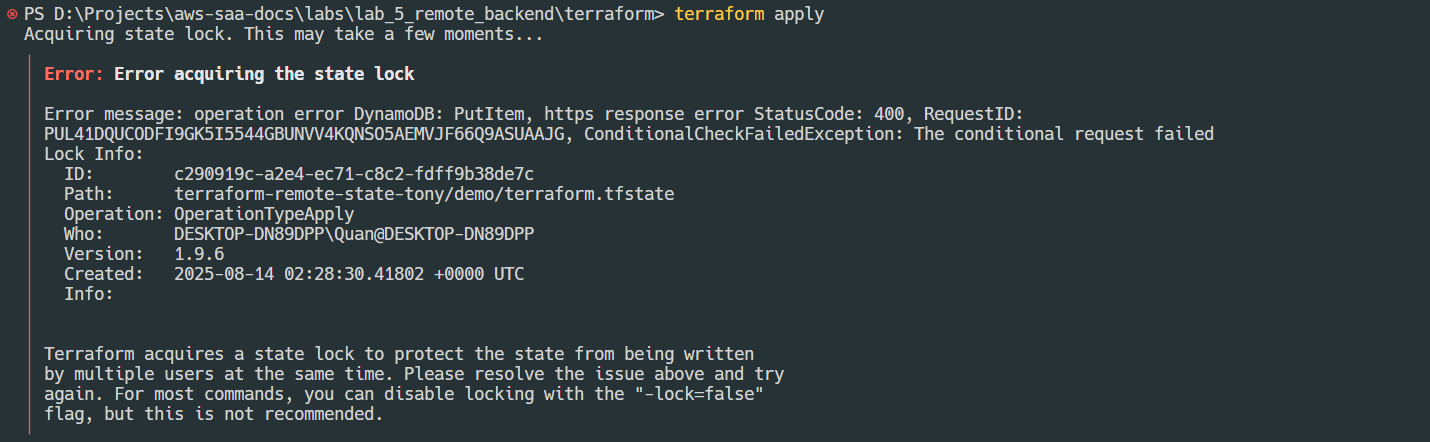 PS D:\Projects\aws-saa-docs\labs\lab_5_remote_backend\terraform> terraform apply
Acquiring state lock. This may take a few moments...
Error: Error acquiring the state lock
Error message: operation error DynamoDB: PutItem, https response error StatusCode: 400, RequestID:
PUL41DQUCODFI9GK5I5544GBUNVV4KQNSO5AEMVJF66Q9ASUAAJG, ConditionalCheckFailedException: The conditional request failed
Lock Info:
ID: c290919c-a2e4-ec71-c8c2-fdff9b38de7c
Path: terraform-remote-state-tony/demo/terraform.tfstate
Operation: OperationTypeApply
Who: DESKTOP-DN89DPP\Quan@DESKTOP-DN89DPP
Version: 1.9.6
Created: 2025-08-14 02:28:30.41802 +0000 UTC
Info:
Terraform acquires a state lock to protect the state from being written
by multiple users at the same time. Please resolve the issue above and try
again. For most commands, you can disable locking with the "-lock=false"
flag, but this is not recommended.